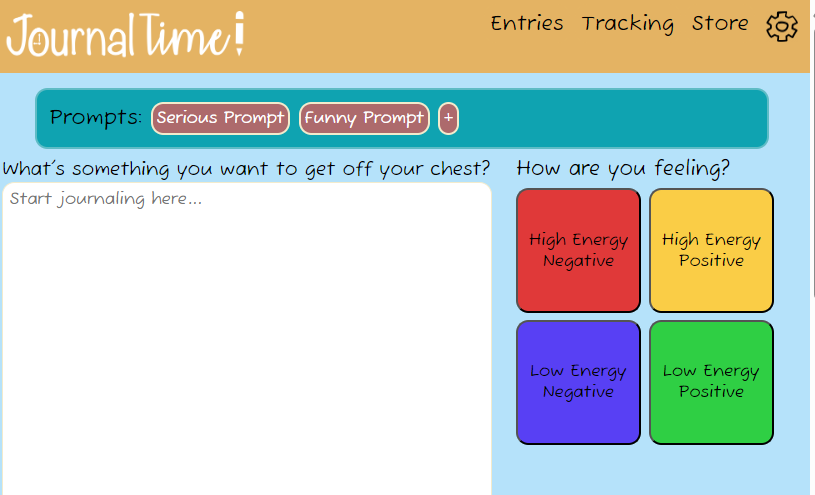 Journal Time!
Entries Tracking Store
Prompts: Serious Prompt Funny Prompt +
What's something you want to get off your chest?
Start journaling here...
How are you feeling?
High Energy
Negative
High Energy
Positive
Low Energy
Negative
Low Energy
Positive